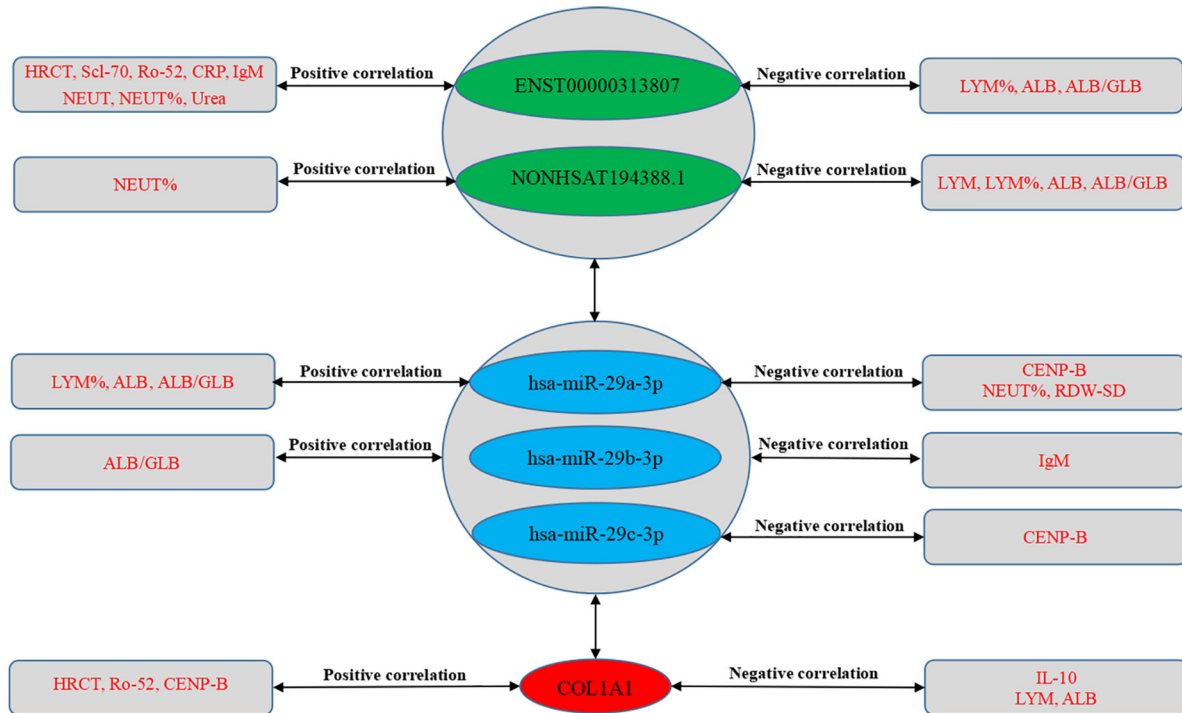 HRCT, Scl-70, Ro-52, CRP, IgM
NEUT, NEUT%, Urea
Positive correlation
ENST00000313807
Negative correlation
LYM%, ALB, ALB/GLB
NEUT%
Positive correlation
NONHSAT194388.1
Negative correlation
LYM, LYM%, ALB, ALB/GLB
LYM%, ALB, ALB/GLB
Positive correlation
hsa-miR-29a-3p
Negative correlation
CENP-B
NEUT%, RDW-SD
ALB/GLB
Positive correlation
hsa-miR-29b-3p
Negative correlation
IgM
hsa-miR-29c-3p
Negative correlation
CENP-B
HRCT, Ro-52, CENP-B
Positive correlation
COL1A1
Negative correlation
IL-10
LYM, ALB